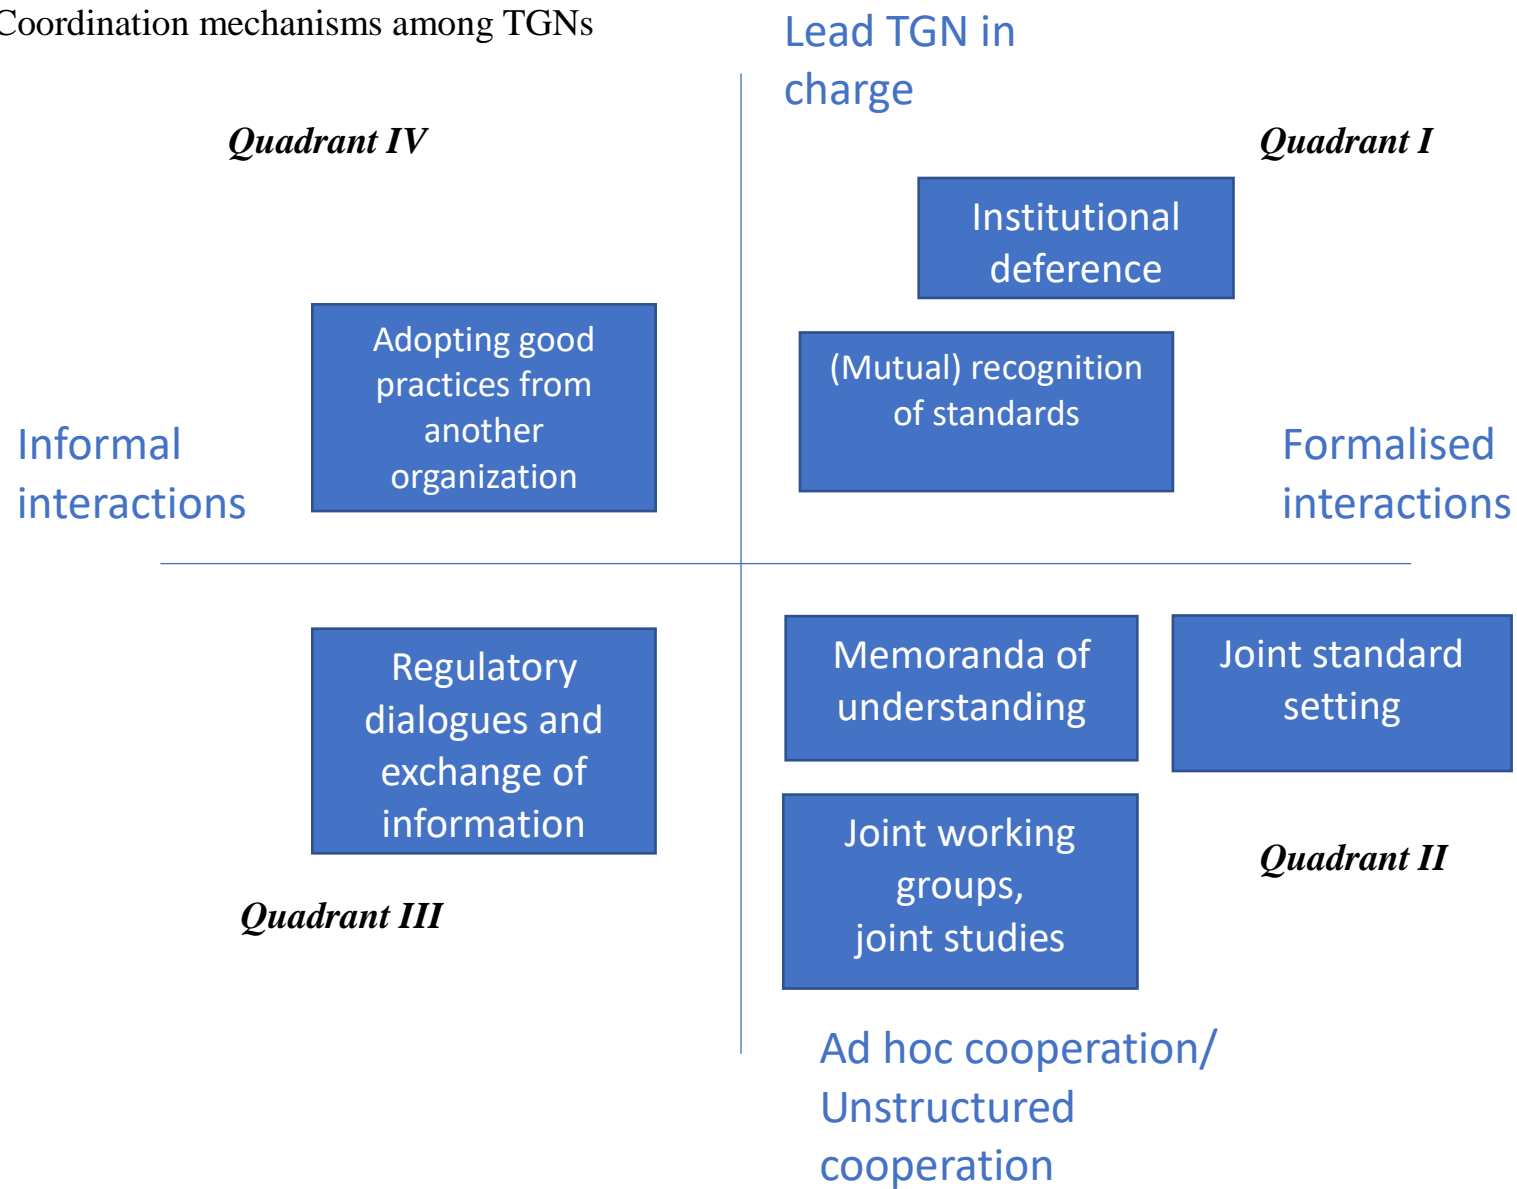 Coordination mechanisms among TGNs
Lead TGN in
charge
Quadrant IV
Quadrant I
Institutional
deference
Adopting good
practices from
another
organization
(Mutual) recognition
of standards
Informal
interactions
Formalised
interactions
Regulatory
dialogues and
exchange of
information
Memoranda of
understanding
Joint standard
setting
Joint working
groups,
joint studies
Quadrant II
Quadrant III
Ad hoc cooperation/
Unstructured
cooperation